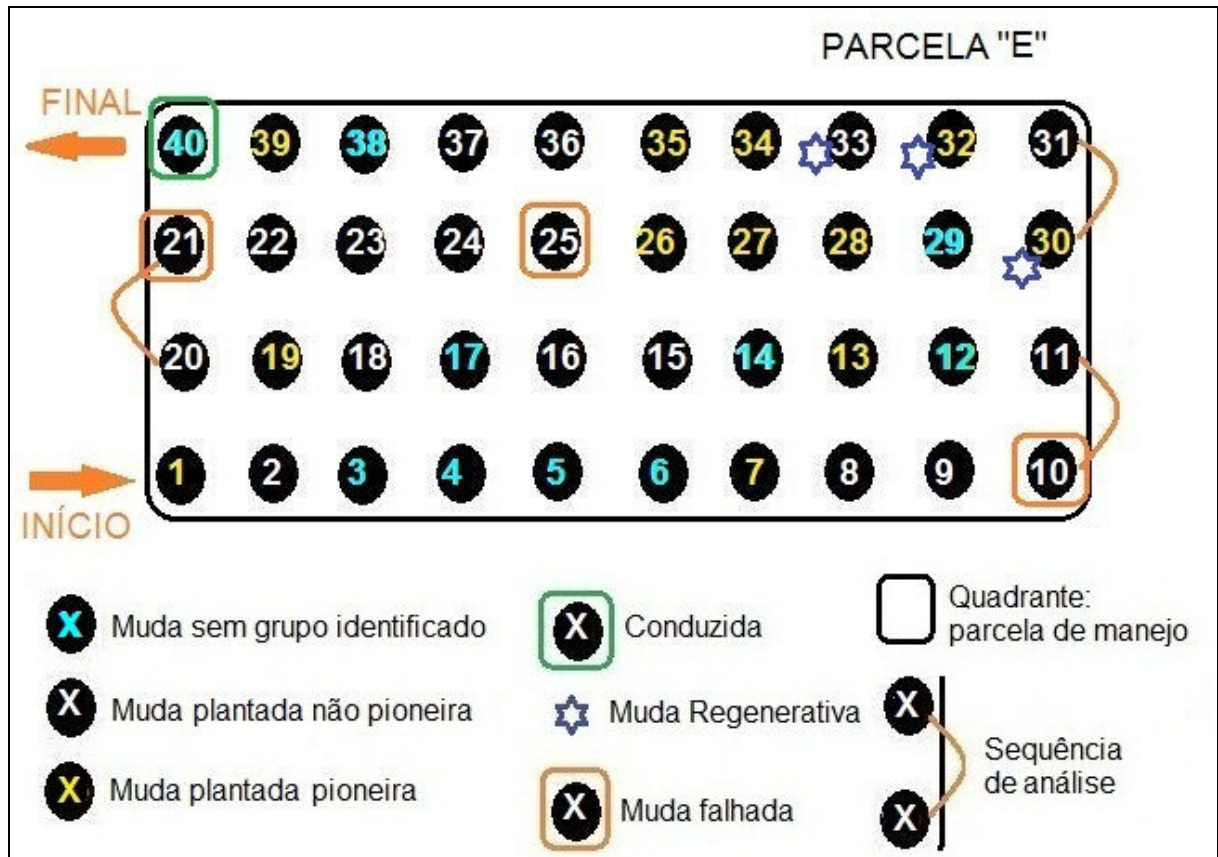 PARCELA "E"
FINAL
40 39 38 37 36 35 34 33 32 31
21 22 23 24 25 26 27 28 29 30
20 19 18 17 16 15 14 13 12 11
1 2 3 4 5 6 7 8 9 10
INÍCIO
X Muda sem grupo identificado
X Muda plantada não pioneira
X Muda plantada pioneira
X Conduzida
Muda Regenerativa
X Muda falhada
Quadrante:
parcela de manejo
X
X
Sequência
de análise